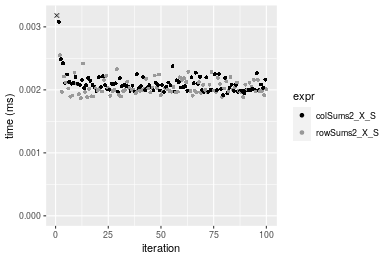 0.003
0.002
0.001
0.000
time (ms)
0
25
50
75
100
iteration
expr
colSums2_X_S
rowSums2_X_S